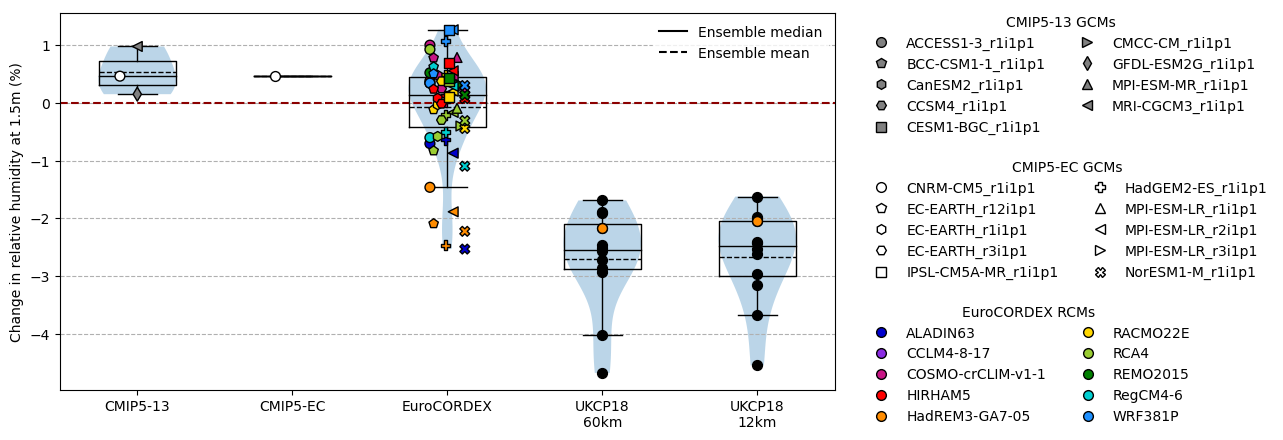 Change in relative humidity at 1.5m (%)
1
0
−1
−2
−3
−4
Ensemble median
Ensemble mean
CMIP5-13
CMIP5-EC
EuroCORDEX
UKCP18
60km
UKCP18
12km
CMIP5-13 GCMs
ACCESS1-3_r1i1p1
BCC-CSM1-1_r1i1p1
CanESM2_r1i1p1
CCSM4_r1i1p1
CESM1-BGC_r1i1p1
CMCC-CM_r1i1p1
GFDL-ESM2G_r1i1p1
MPI-ESM-MR_r1i1p1
MRI-CGCM3_r1i1p1
CMIP5-EC GCMs
CNRM-CM5_r1i1p1
EC-EARTH_r12i1p1
EC-EARTH_r1i1p1
EC-EARTH_r3i1p1
IPSL-CM5A-MR_r1i1p1
HadGEM2-ES_r1i1p1
MPI-ESM-LR_r1i1p1
MPI-ESM-LR_r2i1p1
MPI-ESM-LR_r3i1p1
NorESM1-M_r1i1p1
EuroCORDEX RCMs
ALADIN63
CCLM4-8-17
COSMO-crCLIM-v1-1
HIRHAM5
HadREM3-GA7-05
RACMO22E
RCA4
REMO2015
RegCM4-6
WRF381P